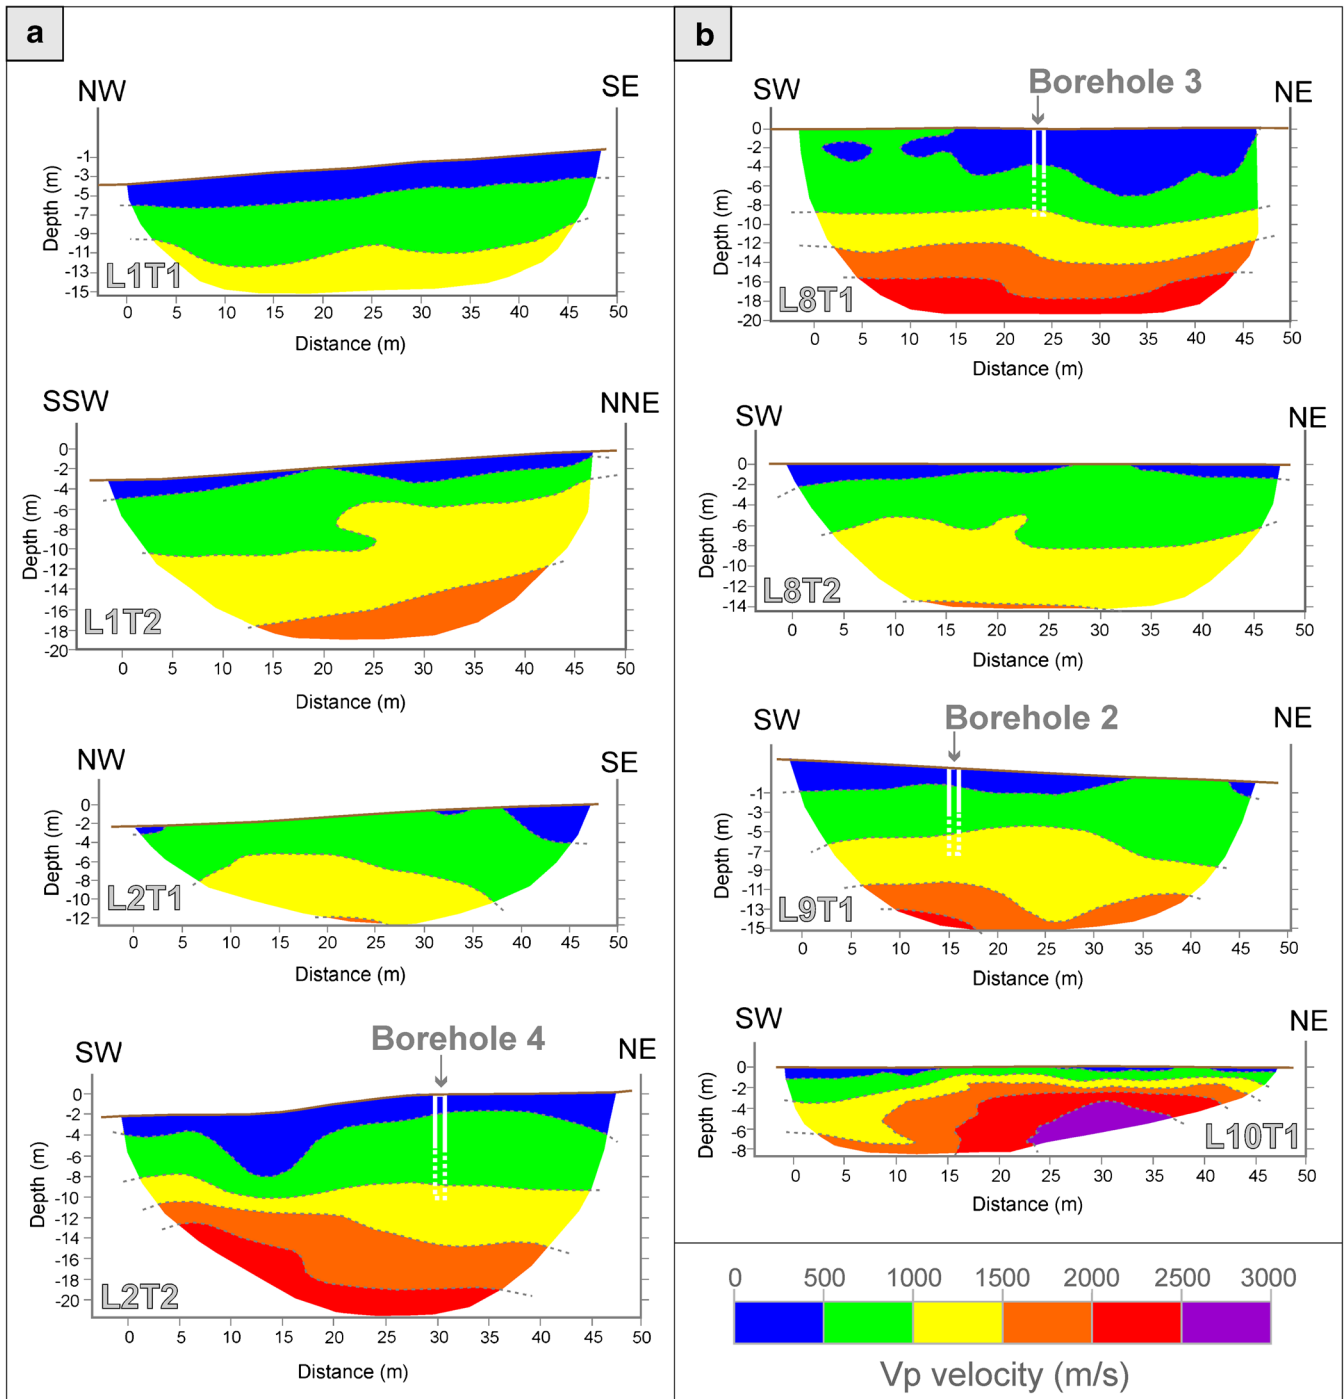 a
NW
SE
-1
-3
-5
-7
-9
-11
-13
-15
Depth (m)
L1T1
0 5 10 15 20 25 30 35 40 45 50
Distance (m)
SSW
NNE
0
-2
-4
-6
-8
-10
-12
-14
-16
-18
-20
Depth (m)
L1T2
0 5 10 15 20 25 30 35 40 45 50
Distance (m)
NW
SE
0
-2
-4
-6
-8
-10
-12
Depth (m)
L2T1
0 5 10 15 20 25 30 35 40 45 50
Distance (m)
Borehole 4
SW
NE
0
-2
-4
-6
-8
-10
-12
-14
-16
-18
-20
Depth (m)
L2T2
0 5 10 15 20 25 30 35 40 45 50
Distance (m)
b
Borehole 3
SW
NE
0
-2
-4
-6
-8
-10
-12
-14
-16
-18
-20
Depth (m)
L8T1
0 5 10 15 20 25 30 35 40 45 50
Distance (m)
SW
NE
0
-2
-4
-6
-8
-10
-12
-14
Depth (m)
L8T2
0 5 10 15 20 25 30 35 40 45 50
Distance (m)
Borehole 2
SW
NE
-1
-3
-5
-7
-9
-11
-13
-15
Depth (m)
L9T1
0 5 10 15 20 25 30 35 40 45 50
Distance (m)
SW
NE
0
-2
-4
-6
-8
Depth (m)
L10T1
0 5 10 15 20 25 30 35 40 45 50
Distance (m)
0 500 1000 1500 2000 2500 3000
Vp velocity (m/s)